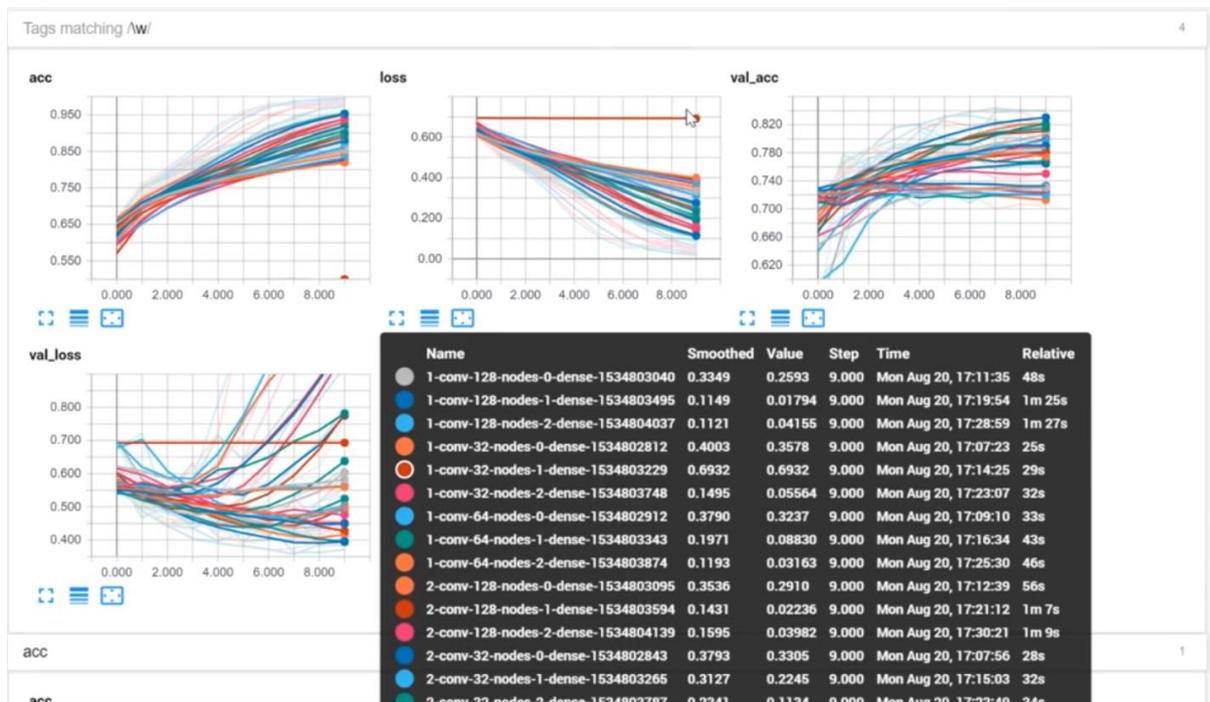 Tags matching /\w/ 4
acc
0.950
0.850
0.750
0.650
0.550
0.000 2.000 4.000 6.000 8.000
loss
0.600
0.400
0.200
0.00
0.000 2.000 4.000 6.000 8.000
val_acc
0.820
0.780
0.740
0.700
0.660
0.620
0.000 2.000 4.000 6.000 8.000
val_loss
0.800
0.700
0.600
0.500
0.400
0.000 2.000 4.000 6.000 8.000
Name Smoothed Value Step Time Relative
1-conv-128-nodes-0-dense-1534803040 0.3349 0.2593 9.000 Mon Aug 20, 17:11:35 48s
1-conv-128-nodes-1-dense-1534803495 0.1149 0.01794 9.000 Mon Aug 20, 17:19:54 1m 25s
1-conv-128-nodes-2-dense-1534804037 0.1121 0.04155 9.000 Mon Aug 20, 17:28:59 1m 27s
1-conv-32-nodes-0-dense-1534802812 0.4003 0.3578 9.000 Mon Aug 20, 17:07:23 25s
1-conv-32-nodes-1-dense-1534803229 0.6932 0.6932 9.000 Mon Aug 20, 17:14:25 29s
1-conv-32-nodes-2-dense-1534803748 0.1495 0.05564 9.000 Mon Aug 20, 17:23:07 32s
1-conv-64-nodes-0-dense-1534802912 0.3790 0.3237 9.000 Mon Aug 20, 17:09:10 33s
1-conv-64-nodes-1-dense-1534803343 0.1971 0.08830 9.000 Mon Aug 20, 17:16:34 43s
1-conv-64-nodes-2-dense-1534803874 0.1193 0.03163 9.000 Mon Aug 20, 17:25:30 46s
2-conv-128-nodes-0-dense-1534803095 0.3536 0.2910 9.000 Mon Aug 20, 17:12:39 56s
2-conv-128-nodes-1-dense-1534803594 0.1431 0.02236 9.000 Mon Aug 20, 17:21:12 1m 7s
2-conv-128-nodes-2-dense-1534804139 0.1595 0.03982 9.000 Mon Aug 20, 17:30:21 1m 9s
2-conv-32-nodes-0-dense-1534802843 0.3793 0.3305 9.000 Mon Aug 20, 17:07:56 28s
2-conv-32-nodes-1-dense-1534803265 0.3127 0.2245 9.000 Mon Aug 20, 17:15:03 32s
acc 1
acc